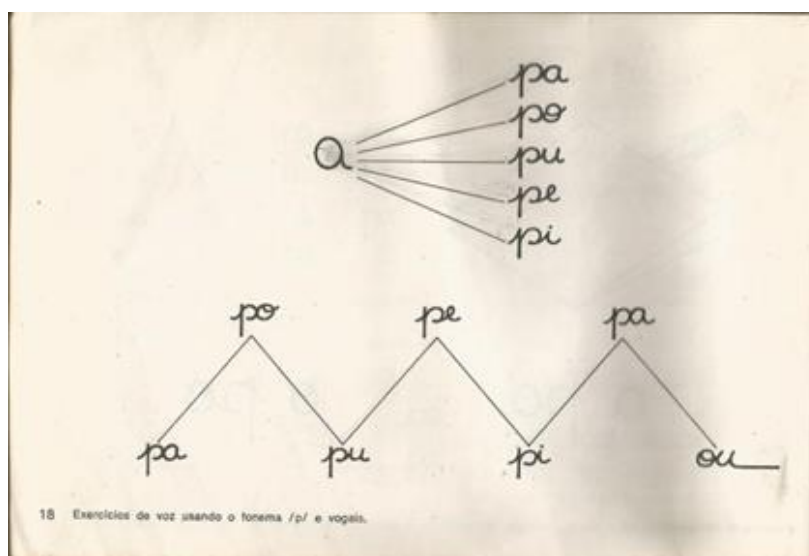 pa
po
a pu
pe
pi
po pe pa
pa pu pi ou
18 Exercícios de voz usando o fonema /p/ e vogais.